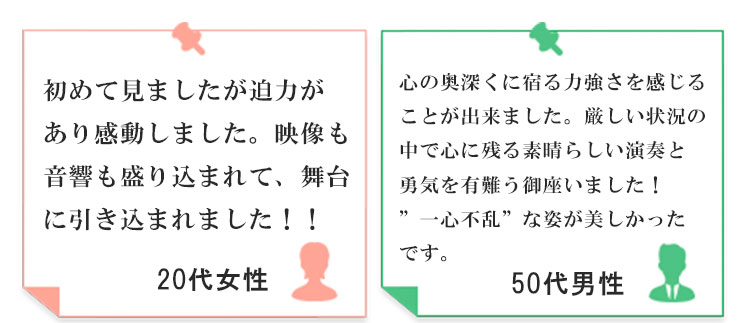 初めて見ましたが迫力が
あり感動しました。映像も
音響も盛り込まれて、舞台
に引き込まれました！！
20代女性
心の奥深くに宿る力強さを感じる
ことが出来ました。厳しい状況の
中で心に残る素晴らしい演奏と
勇気を有難う御座いました！
”一心不乱”な姿が美しかった
です。
50代男性